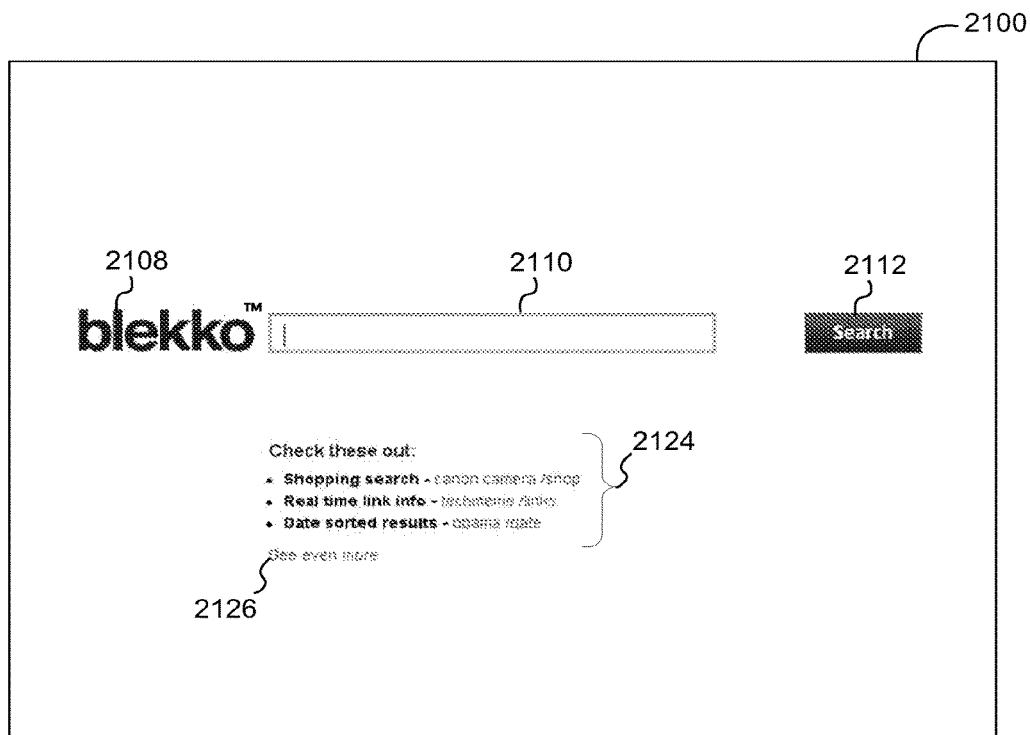 2100
2108
2110
2112
blekko™
Search
Check these out:
2124
• Shopping search - canon camera /shop
• Real time link info - techmeme /links
• Date sorted results - obama /date
See even more
2126